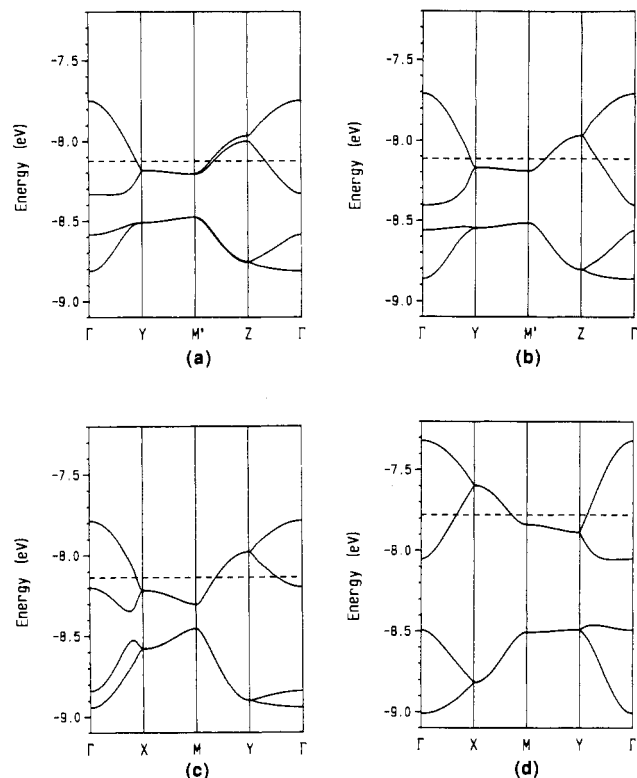 -7.5
-8.0
-8.5
-9.0
Energy (eV)
Γ Y M' Z Γ
(a)
-7.5
-8.0
-8.5
-9.0
Energy (eV)
Γ Y M' Z Γ
(b)
-7.5
-8.0
-8.5
-9.0
Energy (eV)
Γ X M Y Γ
(c)
-7.5
-8.0
-8.5
-9.0
Energy (eV)
Γ X M Y Γ
(d)